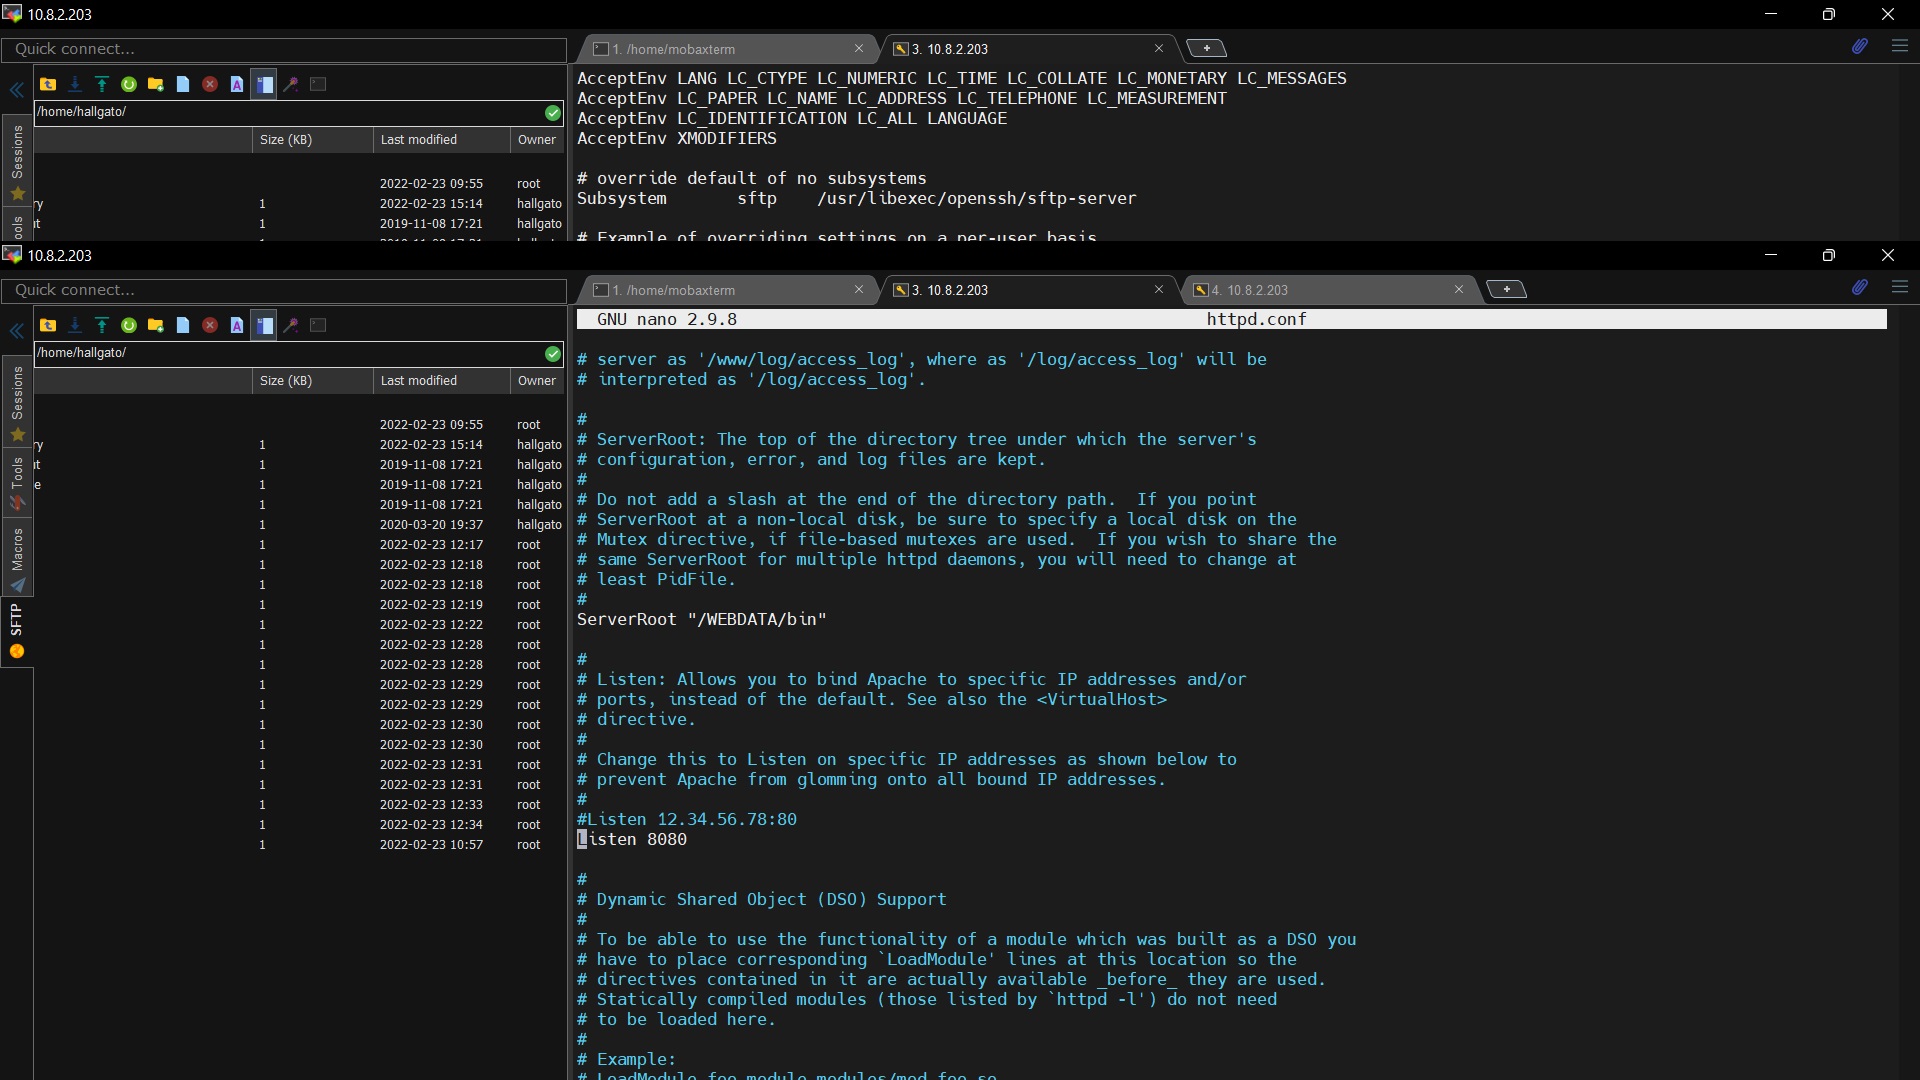 10.8.2.203
Quick connect...
1. /home/mobaxterm
3. 10.8.2.203
/home/hallgato/
Size (KB) Last modified Owner
2022-02-23 09:55 root
ry 1 2022-02-23 15:14 hallgato
it 1 2019-11-08 17:21 hallgato
Sessions
AcceptEnv LANG LC_CTYPE LC_NUMERIC LC_TIME LC_COLLATE LC_MONETARY LC_MESSAGES
AcceptEnv LC_PAPER LC_NAME LC_ADDRESS LC_TELEPHONE LC_MEASUREMENT
AcceptEnv LC_IDENTIFICATION LC_ALL LANGUAGE
AcceptEnv XMODIFIERS
# override default of no subsystems
Subsystem sftp /usr/libexec/openssh/sftp-server
# Example of overriding settings on a per-user basis
10.8.2.203
Quick connect...
1. /home/mobaxterm
3. 10.8.2.203
4. 10.8.2.203
/home/hallgato/
Size (KB) Last modified Owner
2022-02-23 09:55 root
ry 1 2022-02-23 15:14 hallgato
it 1 2019-11-08 17:21 hallgato
e 1 2019-11-08 17:21 hallgato
1 2019-11-08 17:21 hallgato
1 2020-03-20 19:37 hallgato
1 2022-02-23 12:17 root
1 2022-02-23 12:18 root
1 2022-02-23 12:18 root
1 2022-02-23 12:19 root
1 2022-02-23 12:22 root
1 2022-02-23 12:28 root
1 2022-02-23 12:28 root
1 2022-02-23 12:29 root
1 2022-02-23 12:29 root
1 2022-02-23 12:30 root
1 2022-02-23 12:30 root
1 2022-02-23 12:31 root
1 2022-02-23 12:31 root
1 2022-02-23 12:33 root
1 2022-02-23 12:34 root
1 2022-02-23 10:57 root
Sessions
Tools
Macros
SFTP
GNU nano 2.9.8 httpd.conf
# server as '/www/log/access_log', where as '/log/access_log' will be
# interpreted as '/log/access_log'.
#
# ServerRoot: The top of the directory tree under which the server's
# configuration, error, and log files are kept.
#
# Do not add a slash at the end of the directory path.  If you point
# ServerRoot at a non-local disk, be sure to specify a local disk on the
# Mutex directive, if file-based mutexes are used.  If you wish to share the
# same ServerRoot for multiple httpd daemons, you will need to change at
# least PidFile.
#
ServerRoot "/WEBDATA/bin"
#
# Listen: Allows you to bind Apache to specific IP addresses and/or
# ports, instead of the default. See also the <VirtualHost>
# directive.
#
# Change this to Listen on specific IP addresses as shown below to
# prevent Apache from glomming onto all bound IP addresses.
#
#Listen 12.34.56.78:80
Listen 8080
#
# Dynamic Shared Object (DSO) Support
#
# To be able to use the functionality of a module which was built as a DSO you
# have to place corresponding `LoadModule' lines at this location so the
# directives contained in it are actually available _before_ they are used.
# Statically compiled modules (those listed by `httpd -l') do not need
# to be loaded here.
#
# Example:
# LoadModule foo_module modules/mod_foo.so